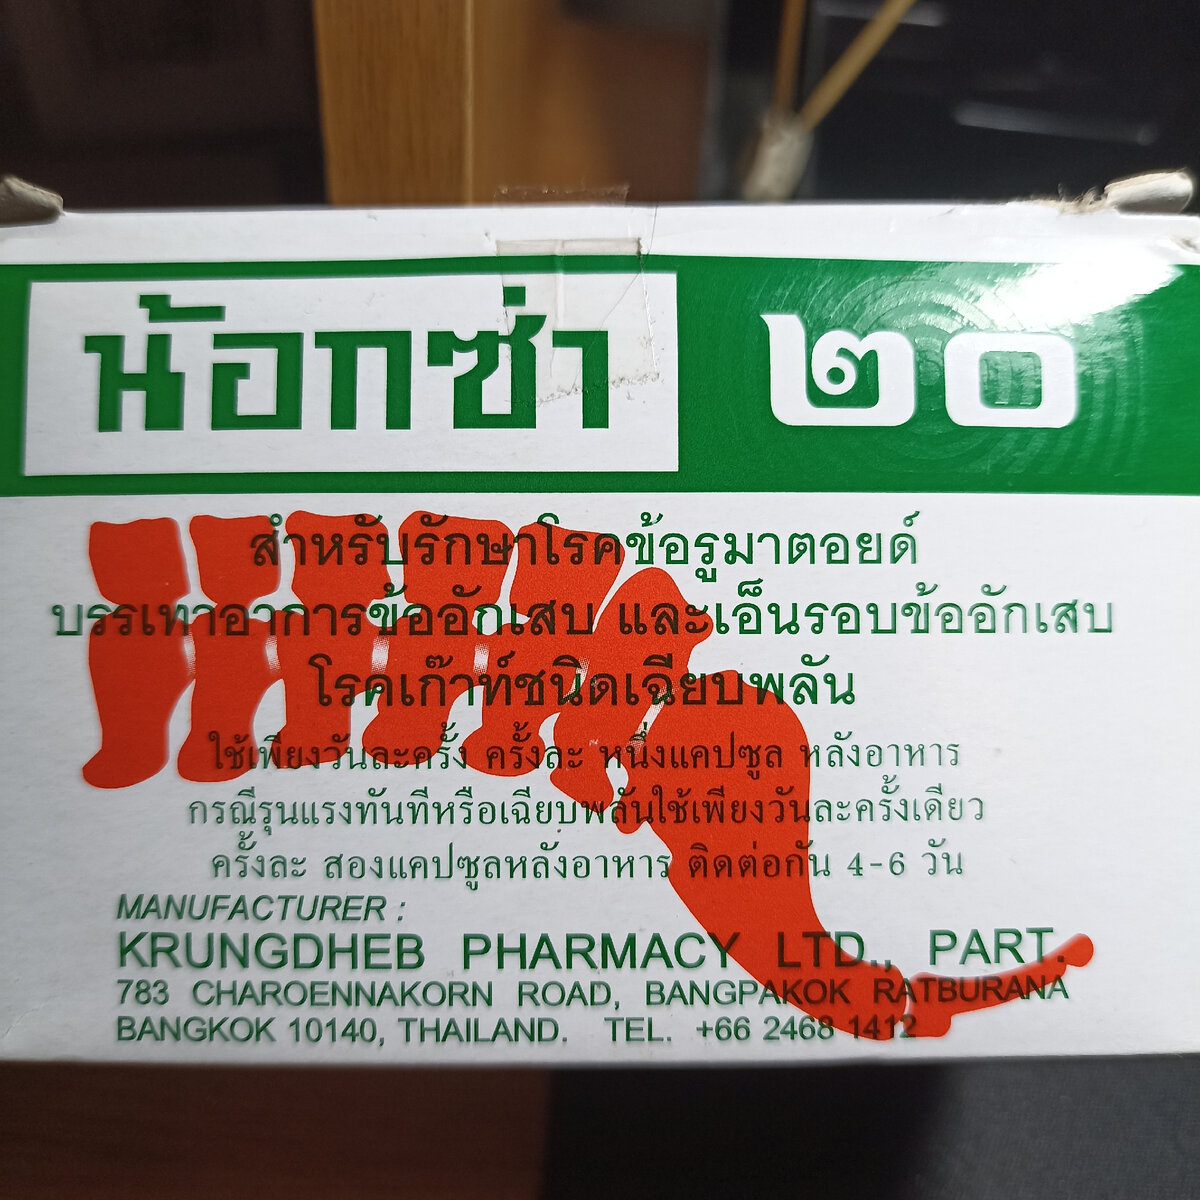 น้อกซ่า ๒๐
สำหรับรักษาโรคข้อรูมาตอยด์
บรรเทาอาการข้ออักเสบ และเอ็นรอบข้ออักเสบ
โรคเก๊าท์ชนิดเฉียบพลัน
ใช้เพียงวันละครั้ง ครั้งละ หนึ่งแคปซูล หลังอาหาร
กรณีรุนแรงทันทีหรือเฉียบพลันใช้เพียงวันละครั้งเดียว
ครั้งละ สองแคปซูลหลังอาหาร ติดต่อกัน 4-6 วัน
MANUFACTURER :
KRUNGDHEB PHARMACY LTD., PART.
783 CHAROENNAKORN ROAD, BANGPAKOK RATBURANA
BANGKOK 10140, THAILAND. TEL. +66 2468 1412